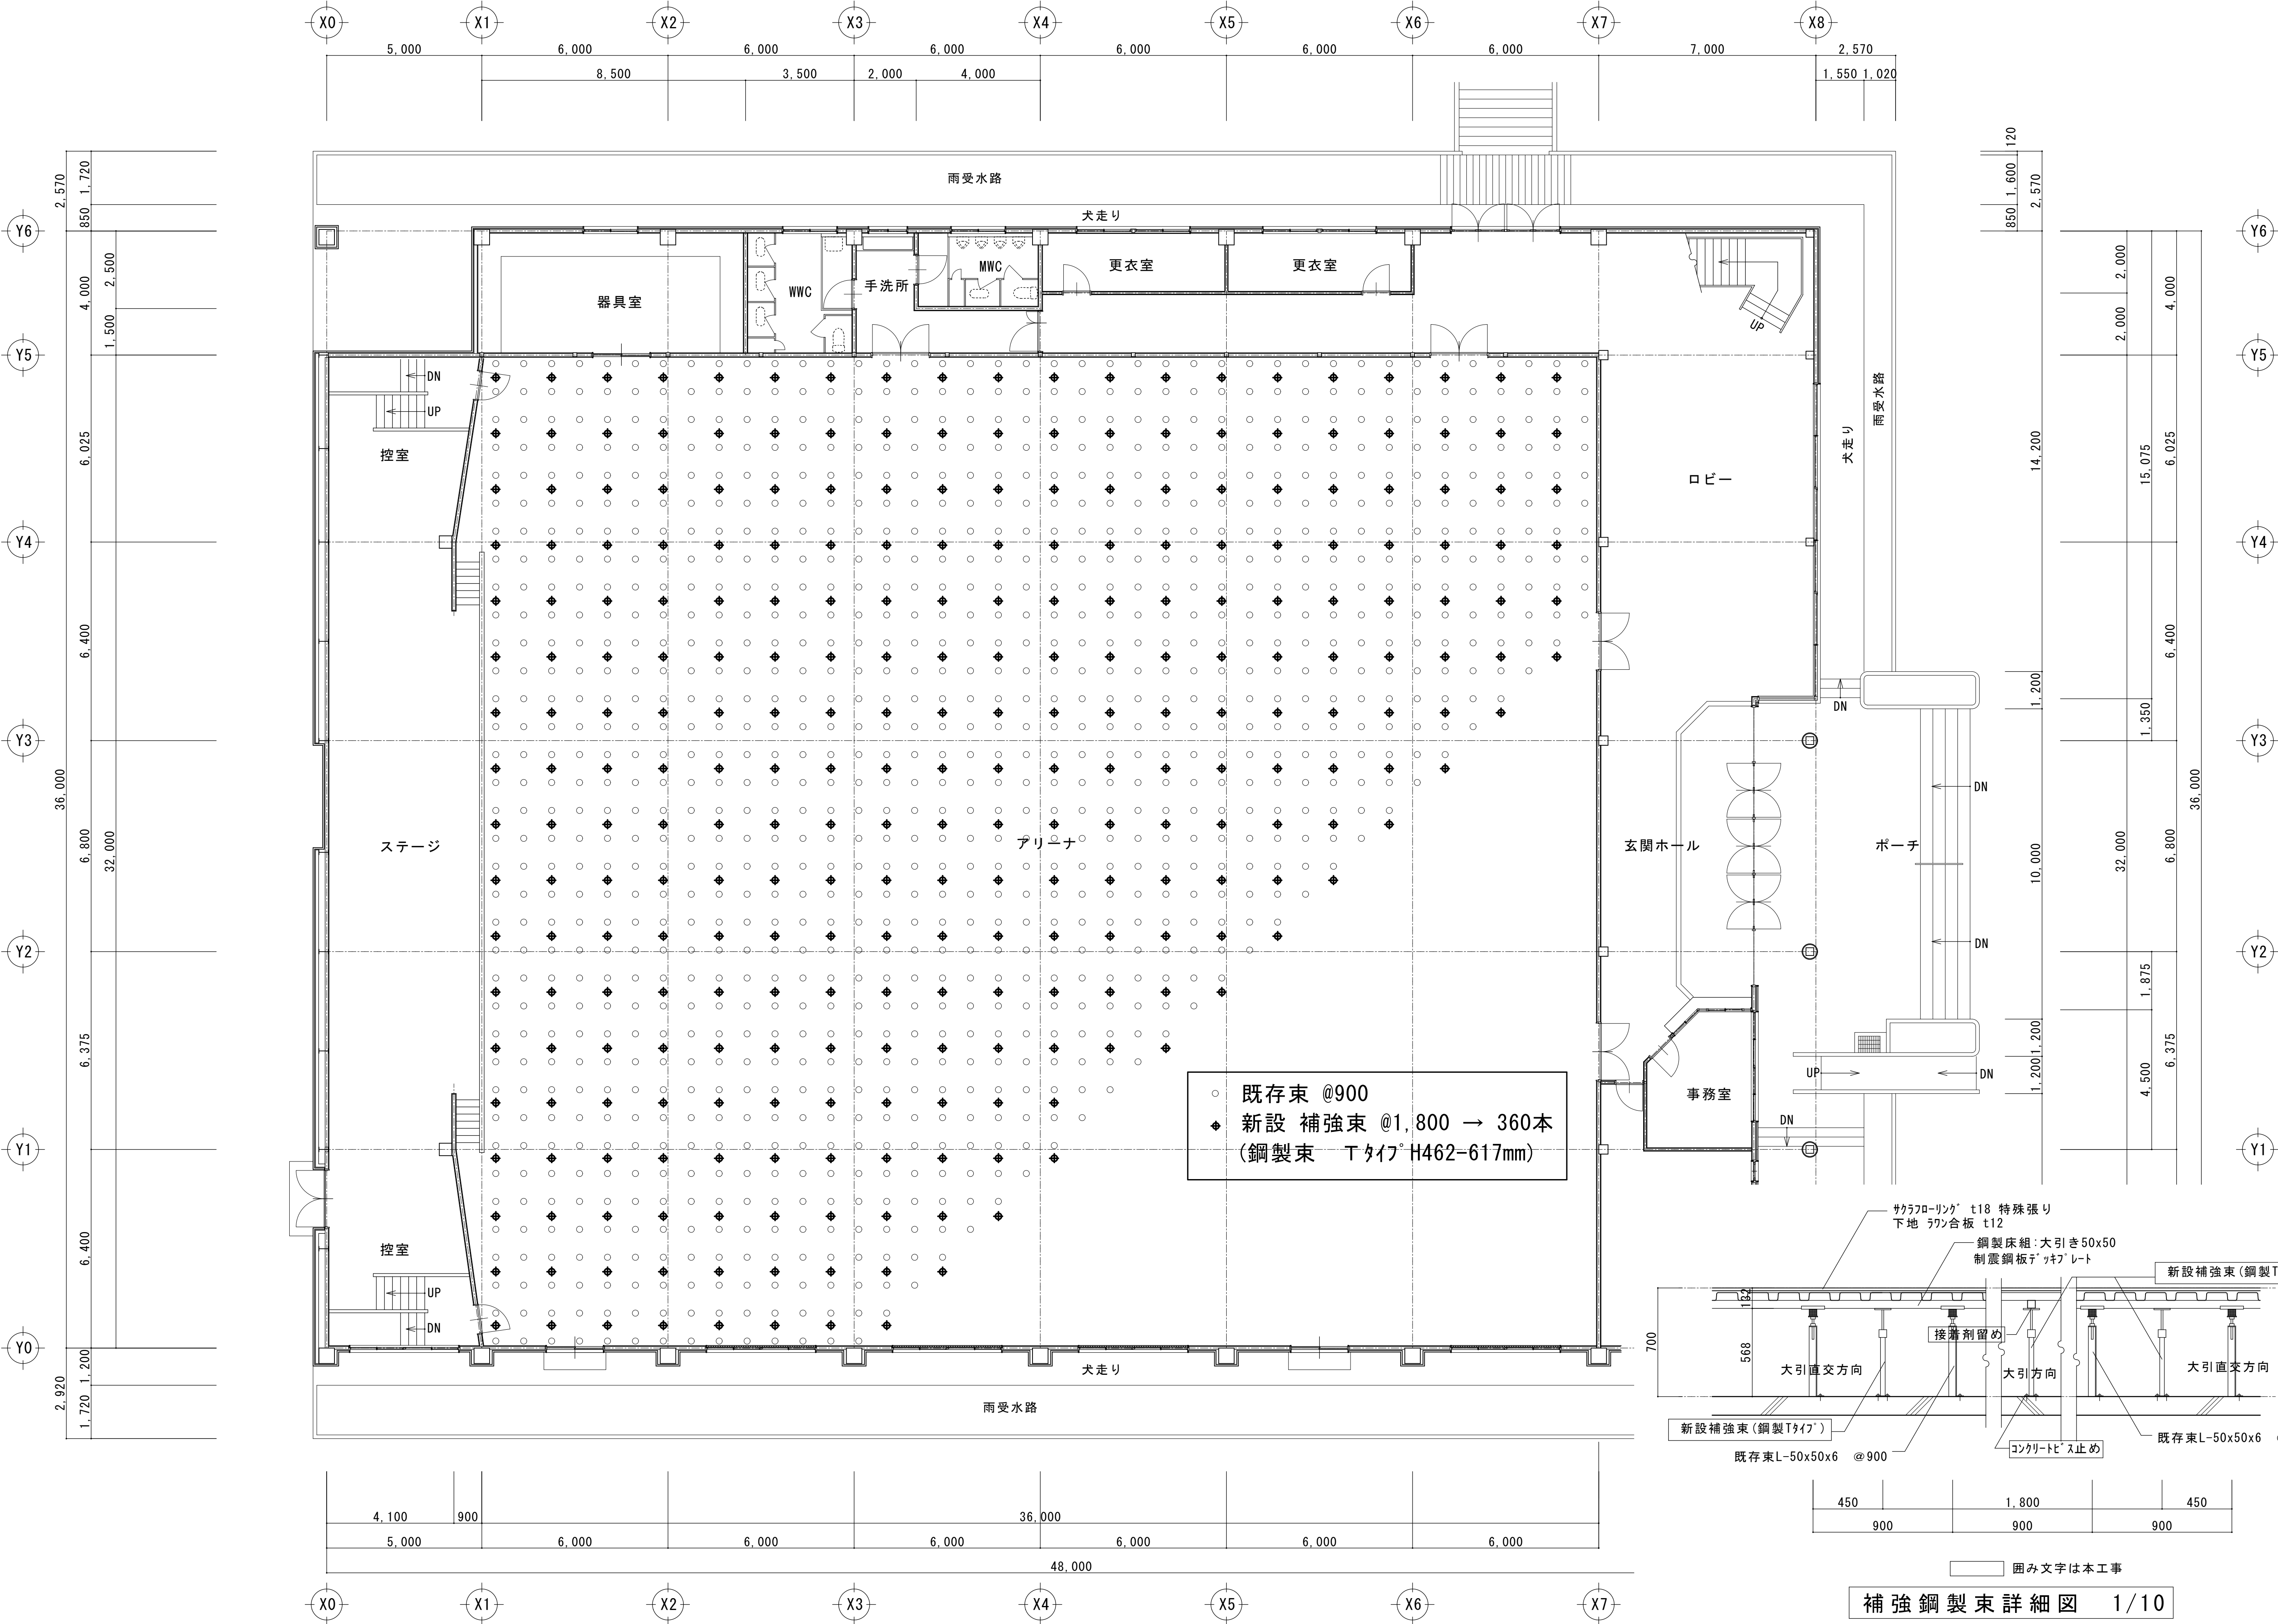 X0 X1 X2 X3 X4 X5 X6 X7 X8
5,000 6,000 6,000 6,000 6,000 6,000 6,000 7,000 2,570
8,500 3,500 2,000 4,000 1,550 1,020
2,570 1,720 850
120 1,600 850 2,570
雨受水路
犬走り
Y6 Y6
4,000 2,500 1,500
2,000 2,000 4,000
器具室
WWC
手洗所
MWC
更衣室
更衣室
UP
Y5 Y5
DN
UP
控室
6,025
ロビー
犬走り
雨受水路
14,200 15,075 6,025
Y4 Y4
6,400
1,200 1,350 6,400
DN
Y3 Y3
36,000 6,800 32,000
ステージ
アリーナ
玄関ホール
ポーチ
DN
DN
10,000 32,000 6,800 36,000
Y2 Y2
6,375
1,875 1,200 1,200 4,500 6,375
UP
DN
事務室
DN
既存束 @900
新設 補強束 @1,800 → 360本
(鋼製束 Tタイプ H462-617mm)
Y1 Y1
6,400
控室
UP
DN
Y0
2,920 1,200 1,720
犬走り
雨受水路
サクラフローリング t18 特殊張り
下地 ラワン合板 t12
鋼製床組:大引き50x50
制震鋼板デッキプレート
新設補強束(鋼製T
132
700
568
接着剤留め
大引直交方向
大引方向
大引直交方向
新設補強束(鋼製Tタイプ)
既存束L-50x50x6 @900
コンクリートビス止め
既存束L-50x50x6
450 1,800 450
900 900 900
4,100 900 36,000
5,000 6,000 6,000 6,000 6,000 6,000 6,000
48,000
X0 X1 X2 X3 X4 X5 X6 X7
囲み文字は本工事
補強鋼製束詳細図 1/10